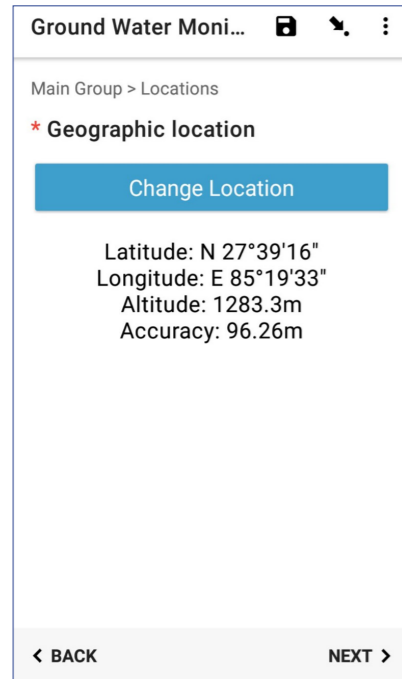 Ground Water Moni...
Main Group > Locations
* Geographic location
Change Location
Latitude: N 27°39'16"
Longitude: E 85°19'33"
Altitude: 1283.3m
Accuracy: 96.26m
< BACK NEXT >